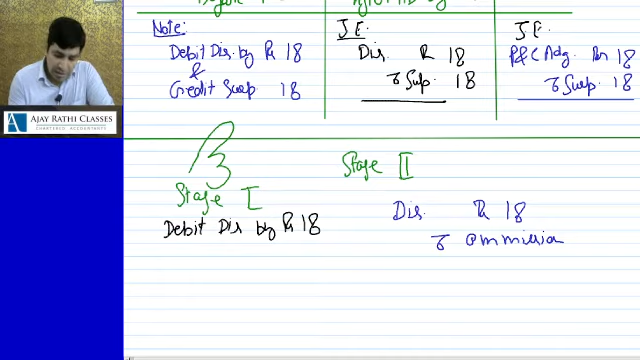 Note:
Debit Dis. by Rs 18
&
Credit Susp 18
J.E.
Dis. Rs 18
To Susp. 18
J.E.
P&L Adj. Rs 18
To Susp. 18
AJAY RATHI CLASSES
CHARTERED ACCOUNTANTS
Stage I
Debit Dis by Rs 18
Stage II
Dis. Rs 18
To ommission